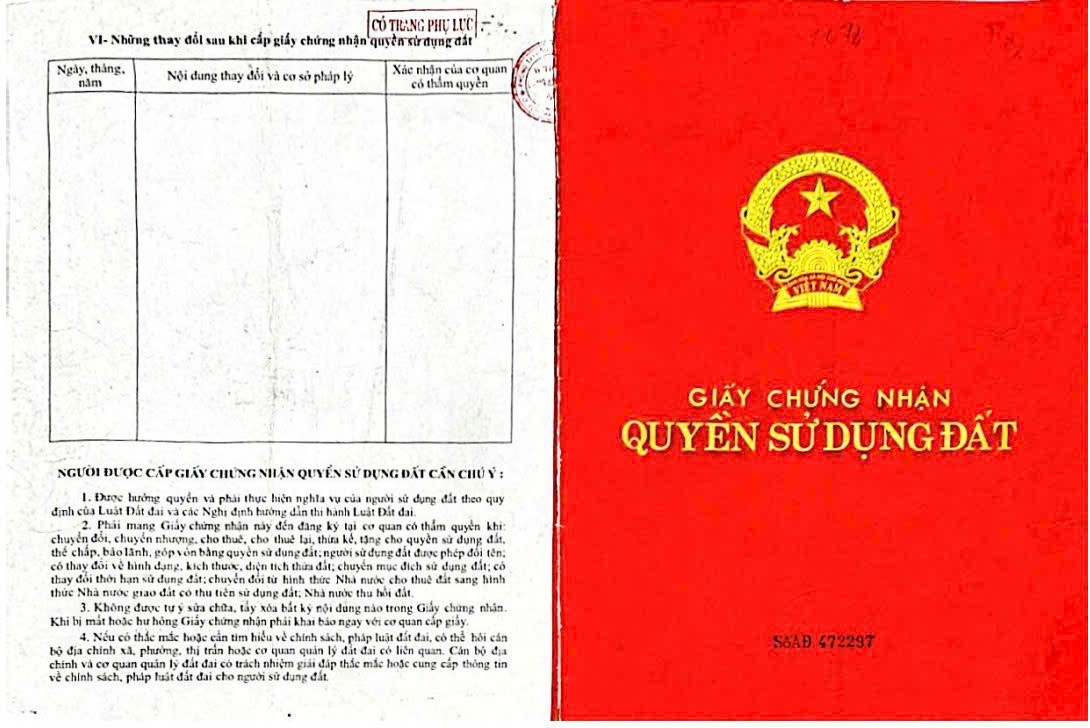 CÓ TRANG PHỤ LỤC
VI- Những thay đổi sau khi cấp giấy chứng nhận quyền sử dụng đất
Ngày, tháng, năm
Nội dung thay đổi và cơ sở pháp lý
Xác nhận của cơ quan có thẩm quyền
NGƯỜI ĐƯỢC CẤP GIẤY CHỨNG NHẬN QUYỀN SỬ DỤNG ĐẤT CẦN CHÚ Ý :
1. Được hưởng quyền và phải thực hiện nghĩa vụ của người sử dụng đất theo quy
định của Luật Đất đai và các Nghị định hướng dẫn thi hành Luật Đất đai.
2. Phải mang Giấy chứng nhận này đến đăng ký tại cơ quan có thẩm quyền khi:
chuyển đổi, chuyển nhượng, cho thuê, cho thuê lại, thừa kế, tặng cho quyền sử dụng đất,
thế chấp, bảo lãnh, góp vốn bằng quyền sử dụng đất; người sử dụng đất được phép đổi tên;
có thay đổi về hình dạng, kích thước, diện tích thửa đất; chuyển mục đích sử dụng đất; có
thay đổi thời hạn sử dụng đất; chuyển đổi từ hình thức Nhà nước cho thuê đất sang hình
thức Nhà nước giao đất có thu tiền sử dụng đất; Nhà nước thu hồi đất.
3. Không được tự ý sửa chữa, tẩy xóa bất kỳ nội dung nào trong Giấy chứng nhận.
Khi bị mất hoặc hư hỏng Giấy chứng nhận phải khai báo ngay với cơ quan cấp giấy.
4. Nếu có thắc mắc hoặc cần tìm hiểu về chính sách, pháp luật đất đai, có thể hỏi cán
bộ địa chính xã, phường, thị trấn hoặc cơ quan quản lý đất đai có liên quan. Cán bộ địa
chính và cơ quan quản lý đất đai có trách nhiệm giải đáp thắc mắc hoặc cung cấp thông tin
về chính sách, pháp luật đất đai cho người sử dụng đất.
VIỆT NAM
GIẤY CHỨNG NHẬN
QUYỀN SỬ DỤNG ĐẤT
Số AĐ 472297